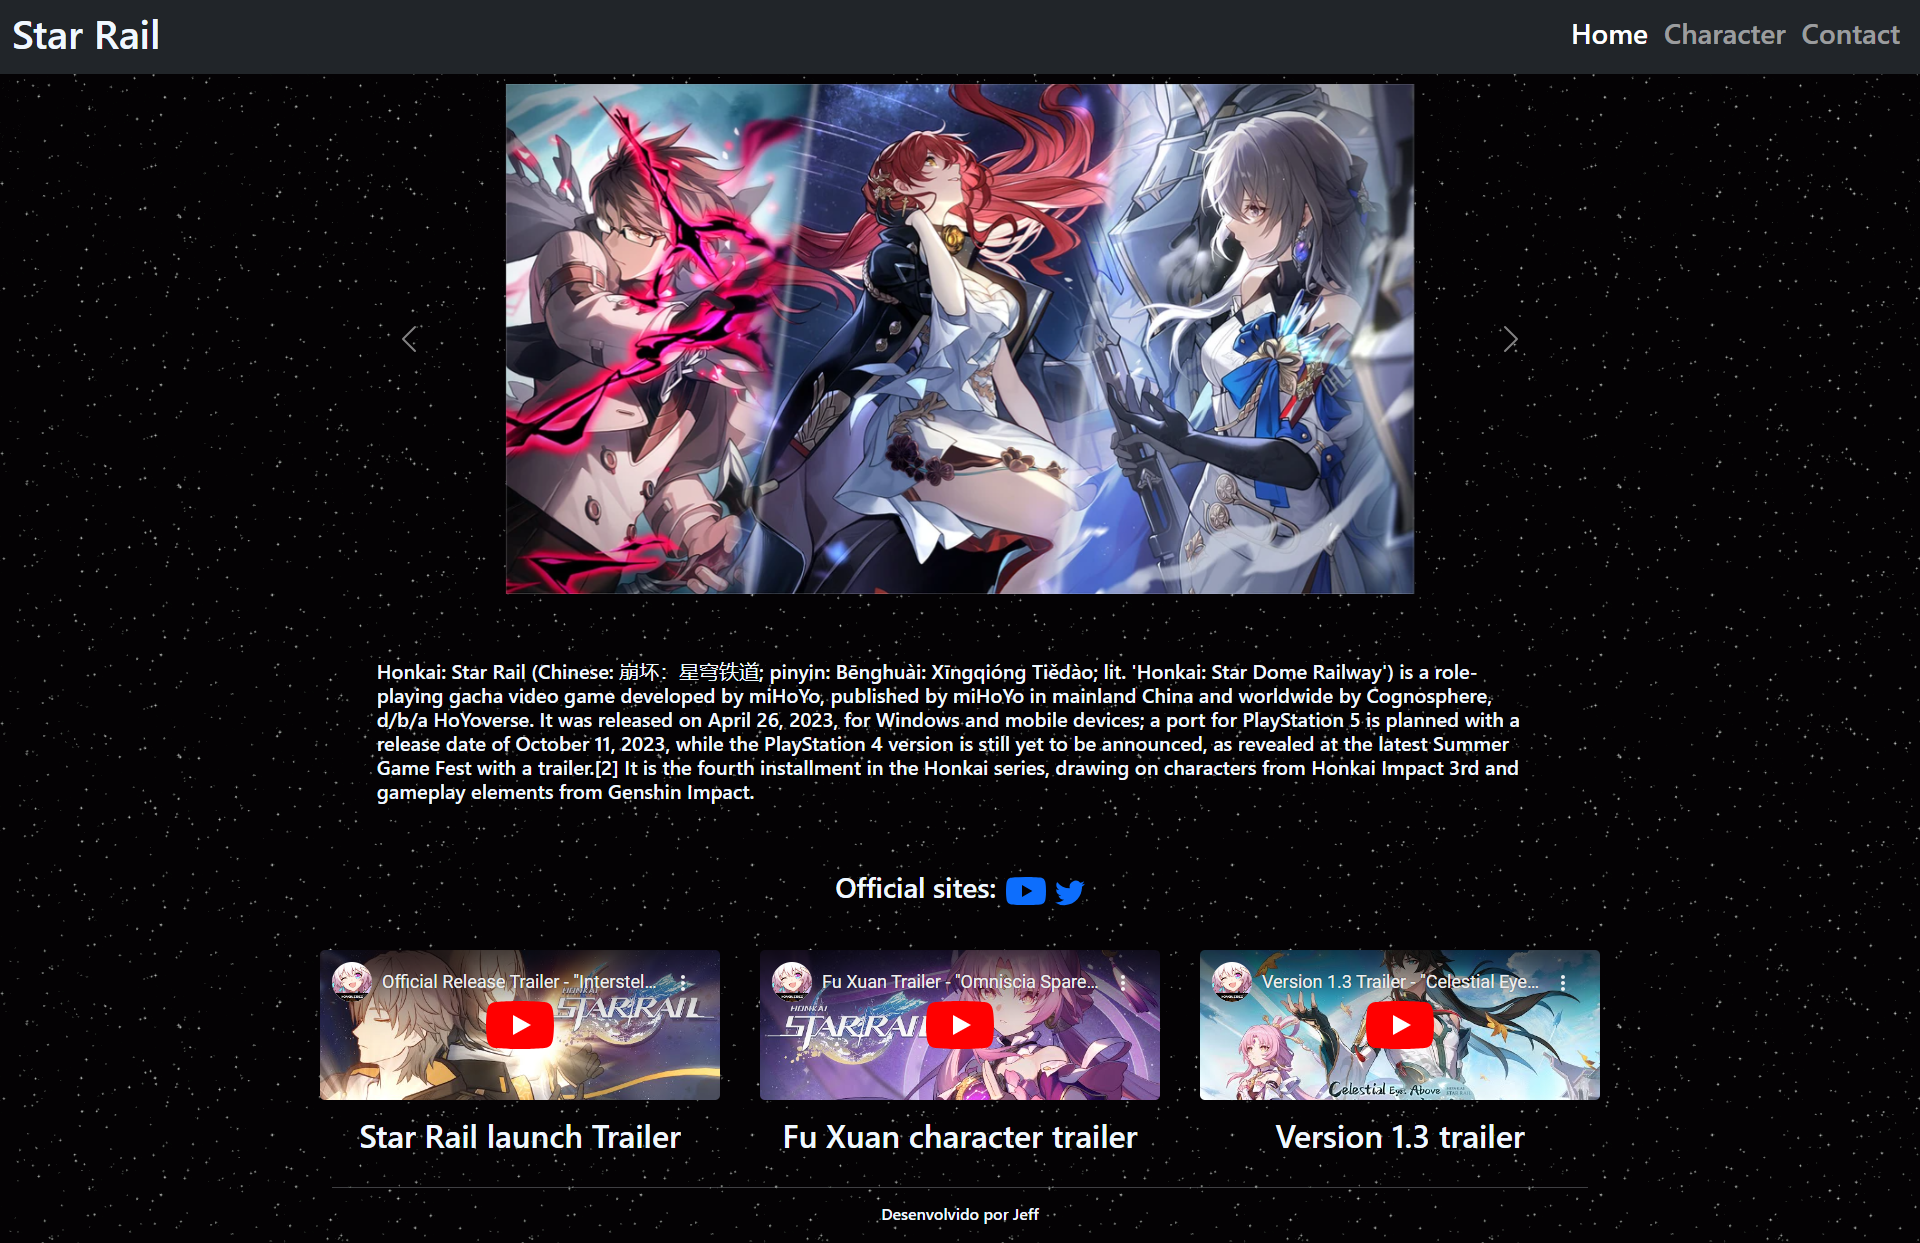 Star Rail
Home Character Contact
Honkai: Star Rail (Chinese: 崩坏：星穹铁道; pinyin: Bēnghuài: Xīngqióng Tiědào; lit. 'Honkai: Star Dome Railway') is a role-
playing gacha video game developed by miHoYo, published by miHoYo in mainland China and worldwide by Cognosphere,
d/b/a HoYoverse. It was released on April 26, 2023, for Windows and mobile devices; a port for PlayStation 5 is planned with a
release date of October 11, 2023, while the PlayStation 4 version is still yet to be announced, as revealed at the latest Summer
Game Fest with a trailer.[2] It is the fourth installment in the Honkai series, drawing on characters from Honkai Impact 3rd and
gameplay elements from Genshin Impact.
Official sites:
Official Release Trailer - "Interstel...
HONKAI
STAR RAIL
Fu Xuan Trailer - "Omniscia Spare...
HONKAI
STAR RAIL
Version 1.3 Trailer - "Celestial Eye...
Celestial Eyes Above
Star Rail launch Trailer
Fu Xuan character trailer
Version 1.3 trailer
Desenvolvido por Jeff